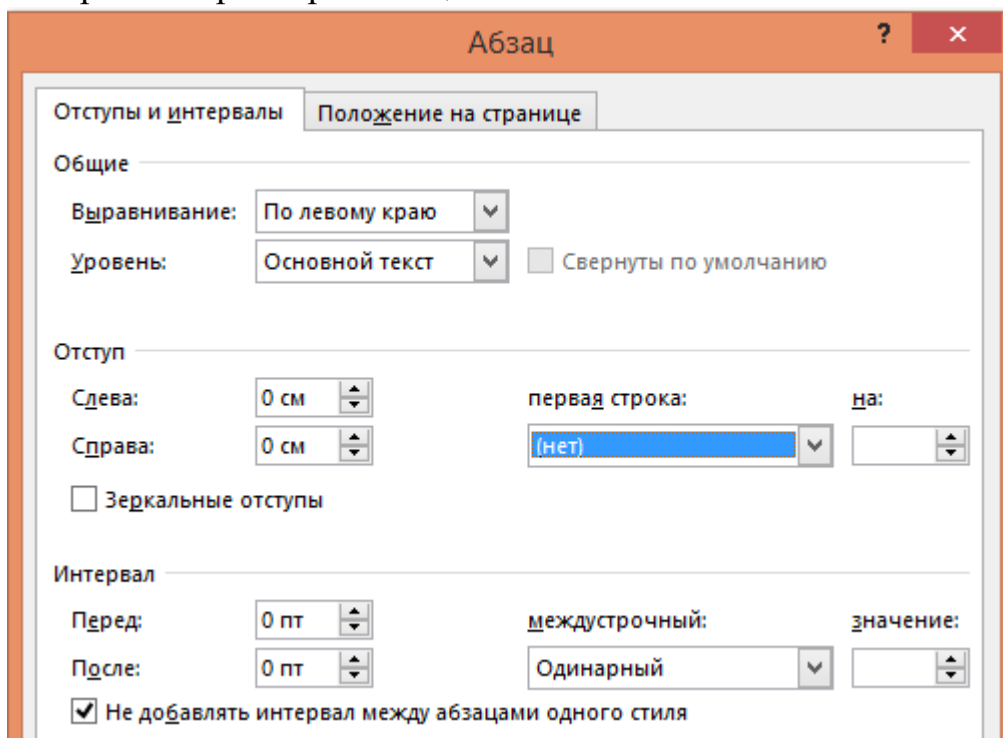 Абзац
?
×
Отступы и интервалы Положение на странице
Общие
Выравнивание: По левому краю
Уровень: Основной текст Свернуты по умолчанию
Отступ
Слева: 0 см первая строка: на:
Справа: 0 см (нет)
Зеркальные отступы
Интервал
Перед: 0 пт междустрочный: значение:
После: 0 пт Одинарный
Не добавлять интервал между абзацами одного стиля